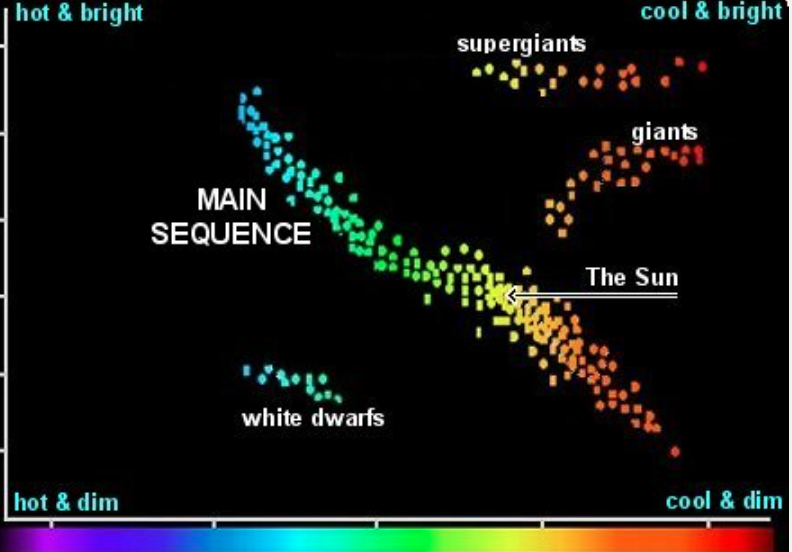 hot & bright
cool & bright
supergiants
giants
MAIN
SEQUENCE
The Sun
white dwarfs
hot & dim
cool & dim